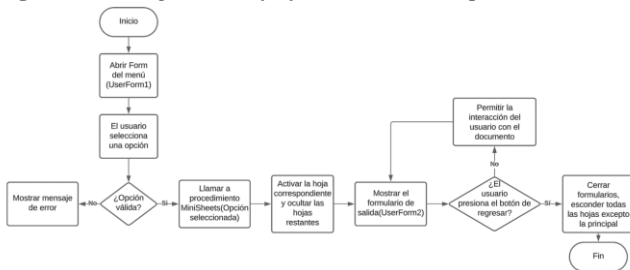 Inicio
Abrir Form
del menú
(UserForm1)
El usuario
selecciona
una opción
Mostrar mensaje
de error
No
¿Opción
válida?
Sí
Llamar a
procedimiento
MiniSheets(Opción
seleccionada)
Activar la hoja
correspondiente
y ocultar las
hojas
restantes
Mostrar el
formulario de
salida(UserForm2)
Permitir la
interacción del
usuario con el
documento
No
¿El
usuario
presiona el botón de
regresar?
Sí
Cerrar
formularios,
esconder todas
las hojas excepto
la principal
Fin